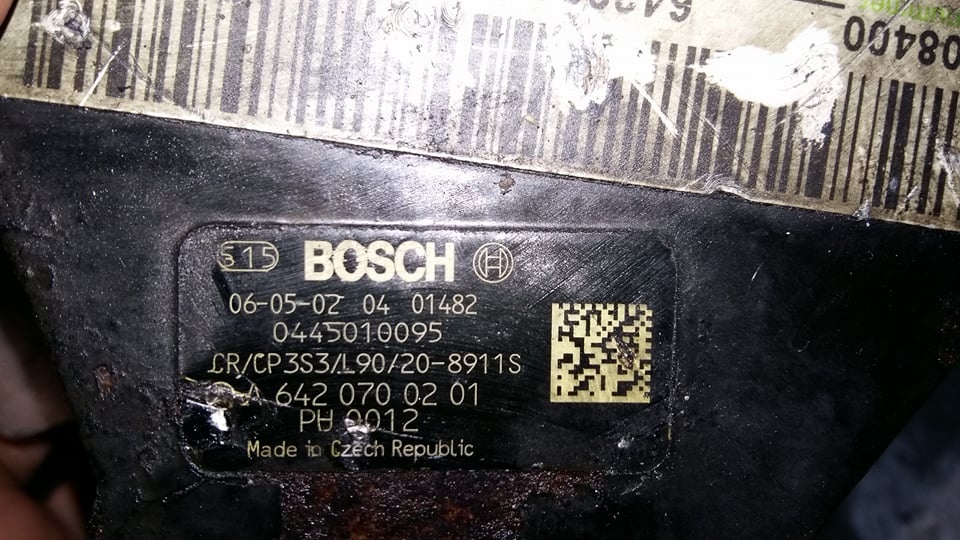 08400
S15 BOSCH
06-05-02 04 01482
0445010095
CR/CP3S3/L90/20-8911S
A 642 070 02 01
PH 0012
Made in Czech Republic